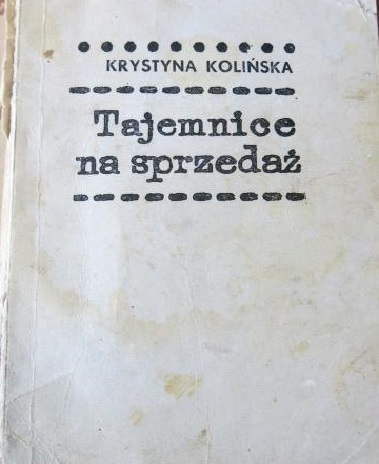 KRYSTYNA KOLIŃSKA
Tajemnice
na sprzedaż